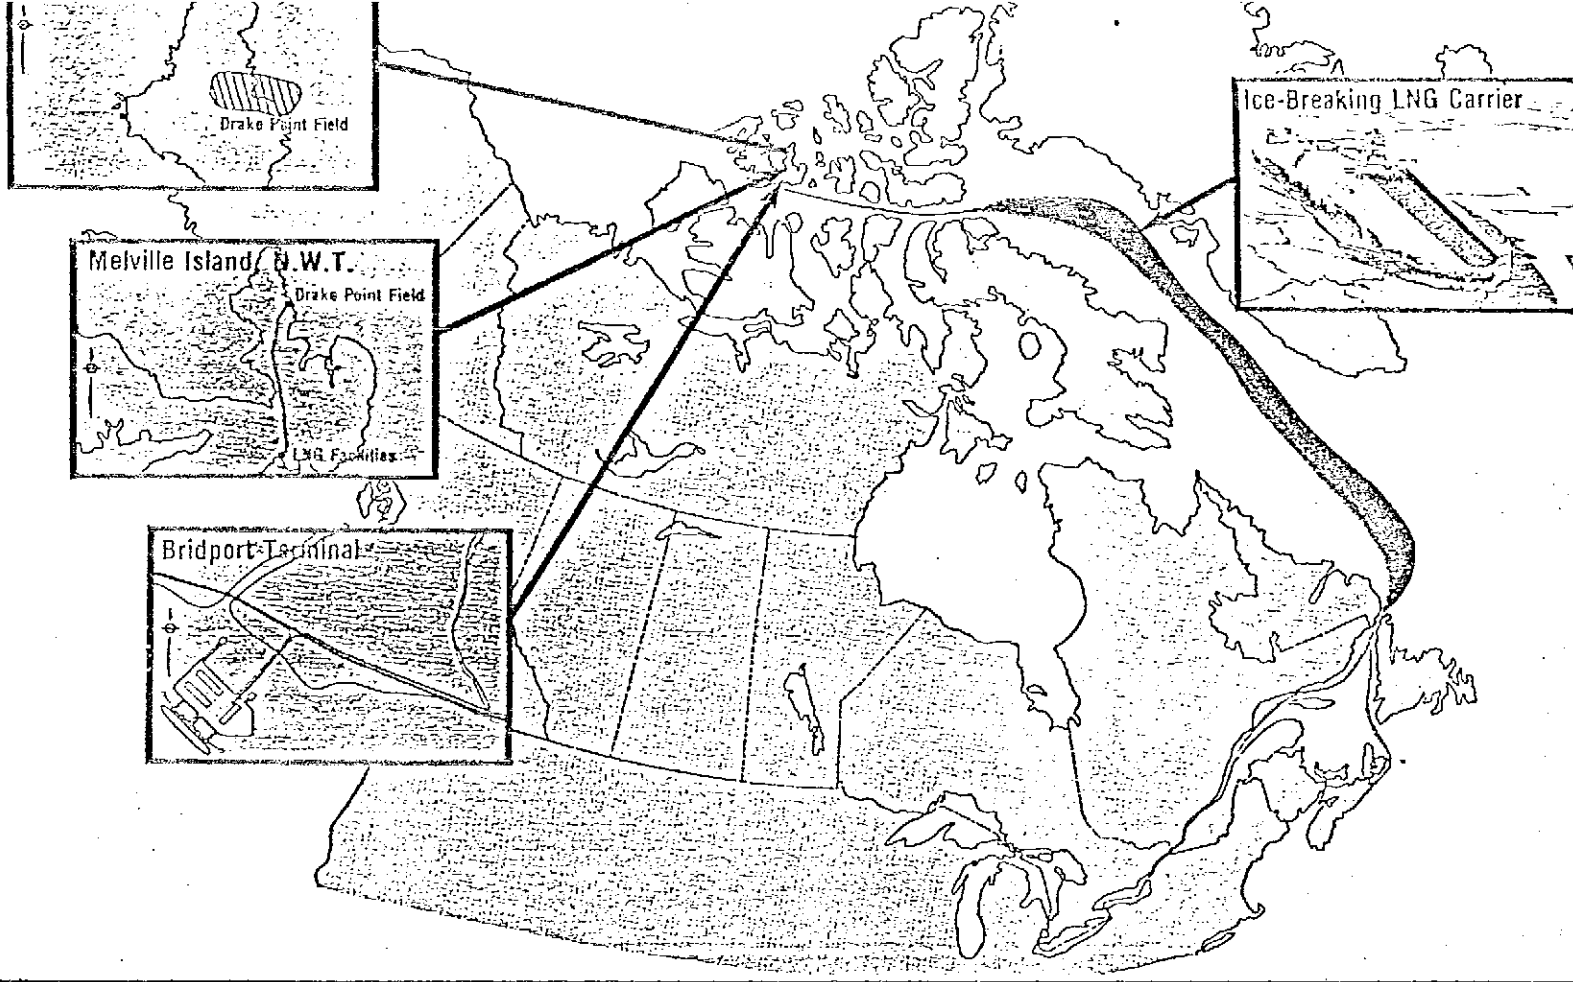 Drake Point Field
Ice-Breaking LNG Carrier
Melville Island, N.W.T.
Drake Point Field
LNG Facilities
Bridport Terminal